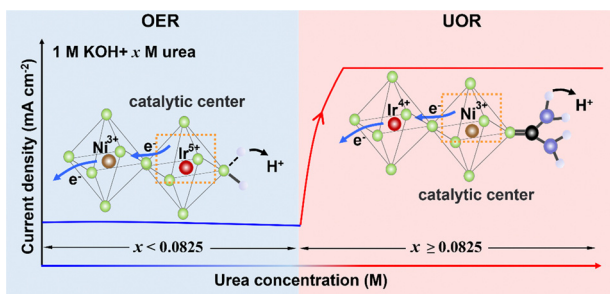 OER
UOR
1 M KOH+ x M urea
catalytic center
Ni3+
e-
Ir5+
e-
H+
Ir4+
e-
Ni3+
e-
H+
catalytic center
x < 0.0825
x ≥ 0.0825
Current density (mA cm-2)
Urea concentration (M)